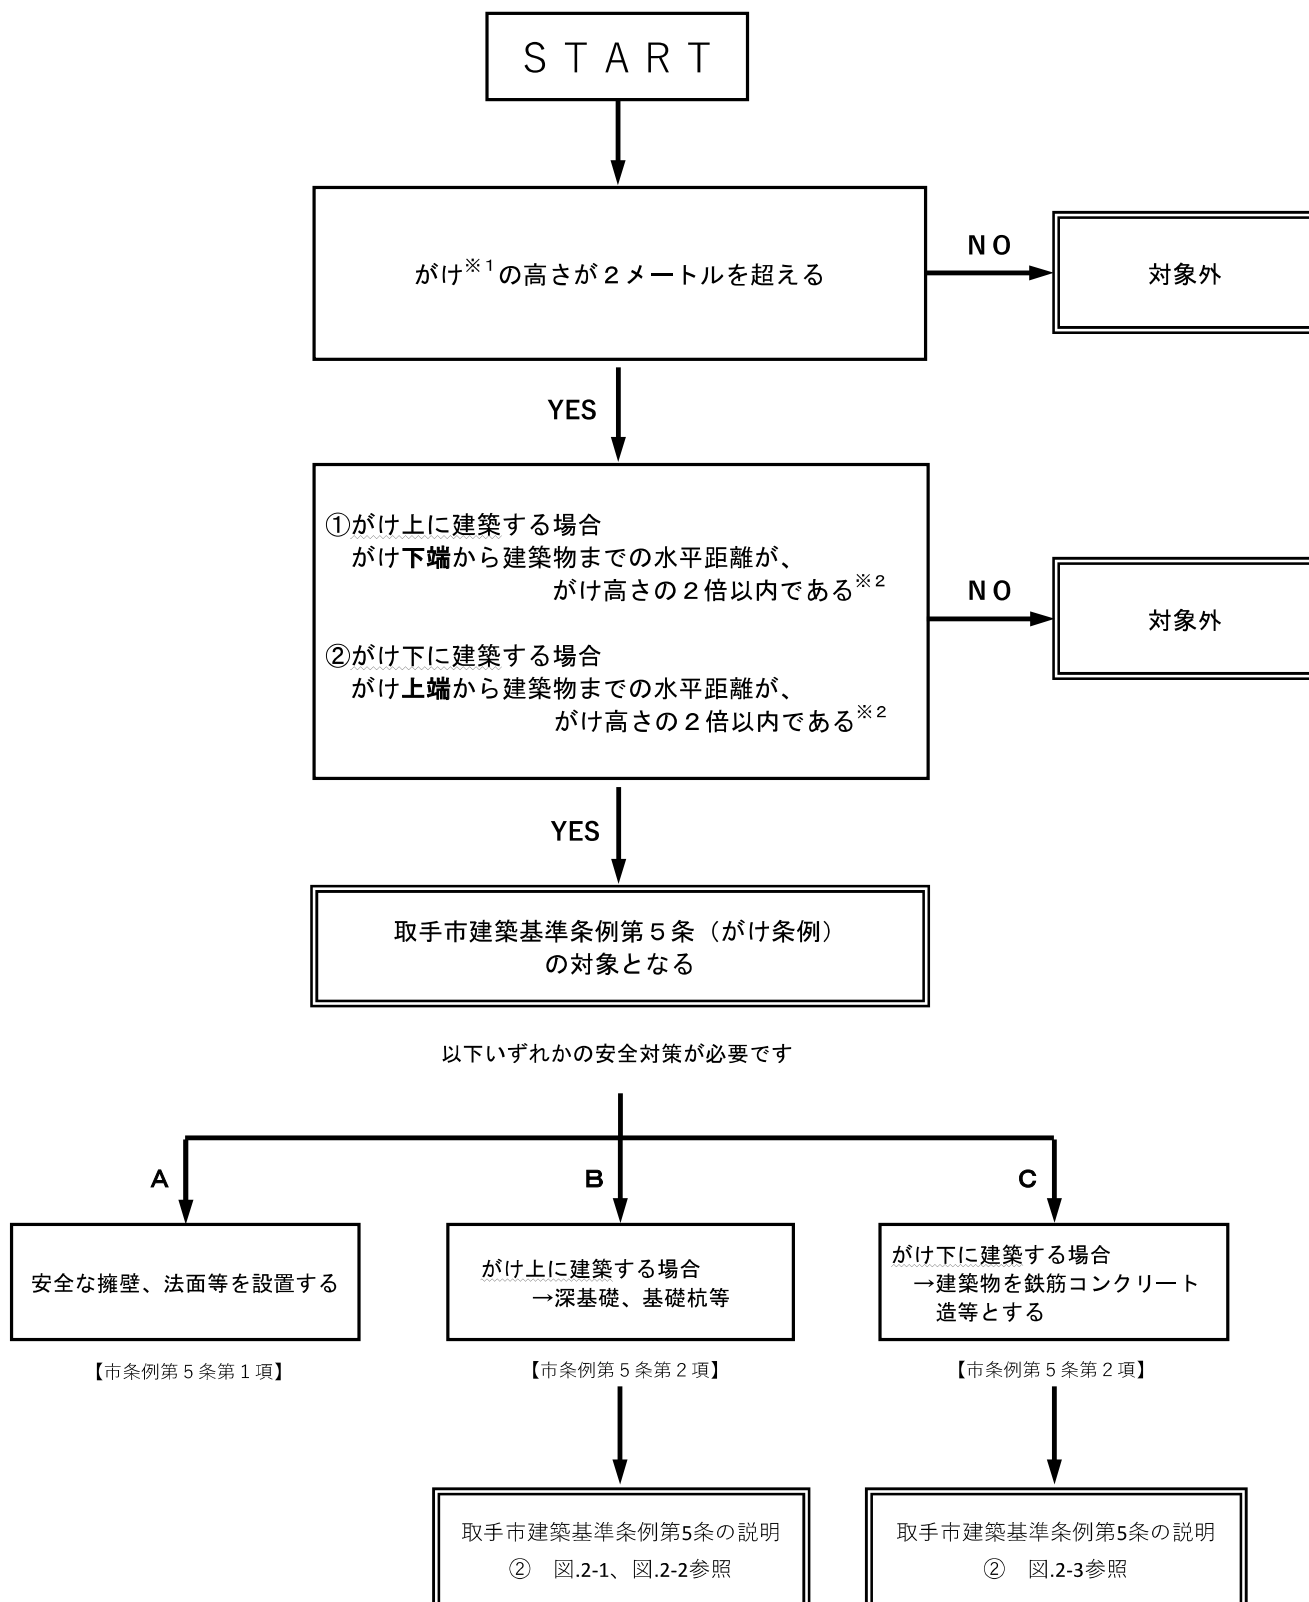 START
がけ※1の高さが2メートルを超える
NO
対象外
YES
①がけ上に建築する場合
がけ下端から建築物までの水平距離が、
がけ高さの2倍以内である※2
②がけ下に建築する場合
がけ上端から建築物までの水平距離が、
がけ高さの2倍以内である※2
NO
対象外
YES
取手市建築基準条例第5条(がけ条例)
の対象となる
以下いずれかの安全対策が必要です
A
B
C
安全な擁壁、法面等を設置する
【市条例第5条第1項】
がけ上に建築する場合
→深基礎、基礎杭等
【市条例第5条第2項】
がけ下に建築する場合
→建築物を鉄筋コンクリート
造等とする
【市条例第5条第2項】
取手市建築基準条例第5条の説明
② 図.2-1、図.2-2参照
取手市建築基準条例第5条の説明
② 図.2-3参照